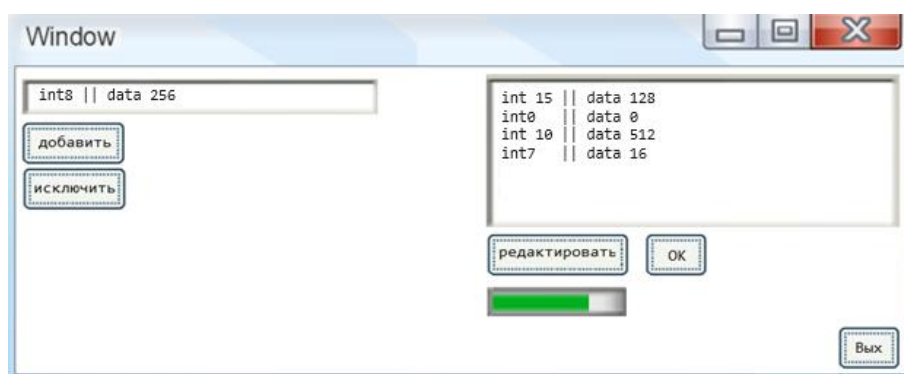 Window
int8 || data 256
добавить
исключить
int 15 || data 128
int0 || data 0
int 10 || data 512
int7 || data 16
редактировать
ОК
Вых